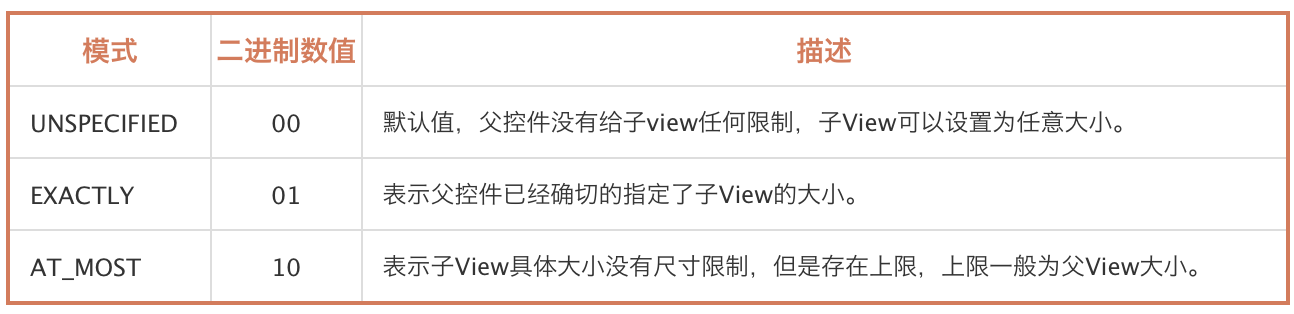 模式 二进制数值 描述
UNSPECIFIED 00 默认值，父控件没有给子view任何限制，子View可以设置为任意大小。
EXACTLY 01 表示父控件已经确切的指定了子View的大小。
AT_MOST 10 表示子View具体大小没有尺寸限制，但是存在上限，上限一般为父View大小。